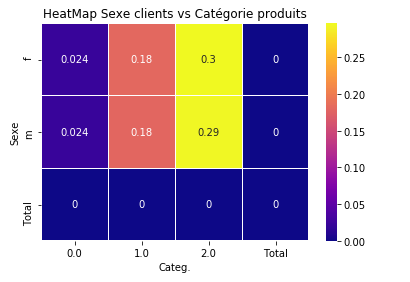 HeatMap Sexe clients vs Catégorie produits
f 0.024 0.18 0.3 0
m 0.024 0.18 0.29 0
Total 0 0 0 0
Sexe
0.0 1.0 2.0 Total
Categ.
0.25
0.20
0.15
0.10
0.05
0.00